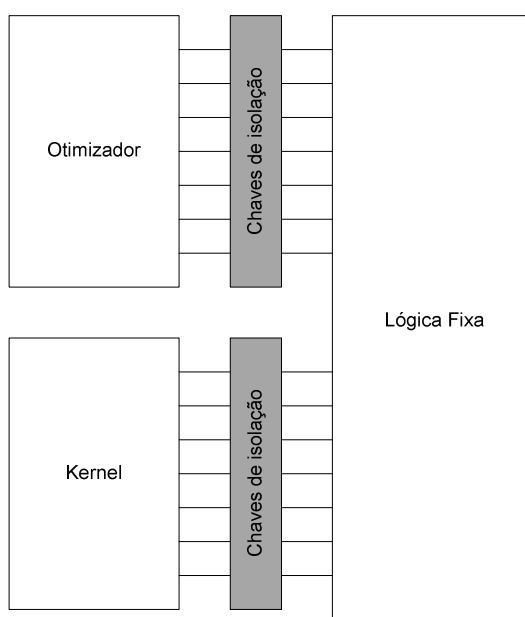 Otimizador
Chaves de isolação
Lógica Fixa
Kernel
Chaves de isolação